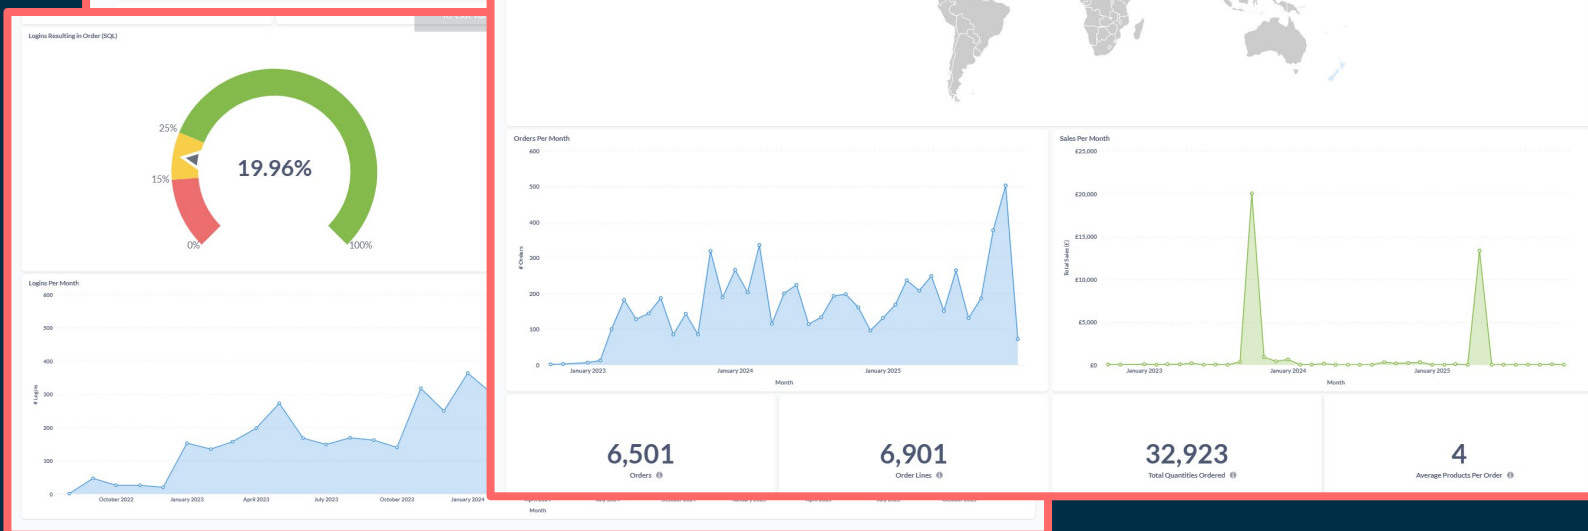 Logins Resulting in Order (SQL)
25%
19.96%
15%
0%
100%
Logins Per Month
600
500
400
300
200
100
0
# Logins
October 2022
January 2023
April 2023
July 2023
October 2023
January 2024
Month
Orders Per Month
600
500
400
300
200
100
0
# Orders
January 2023
January 2024
January 2025
Month
Sales Per Month
£25,000
£20,000
£15,000
£10,000
£5,000
£0
Total Sales (£)
January 2023
January 2024
January 2025
Month
6,501
Orders
6,901
Order Lines
32,923
Total Quantities Ordered
4
Average Products Per Order